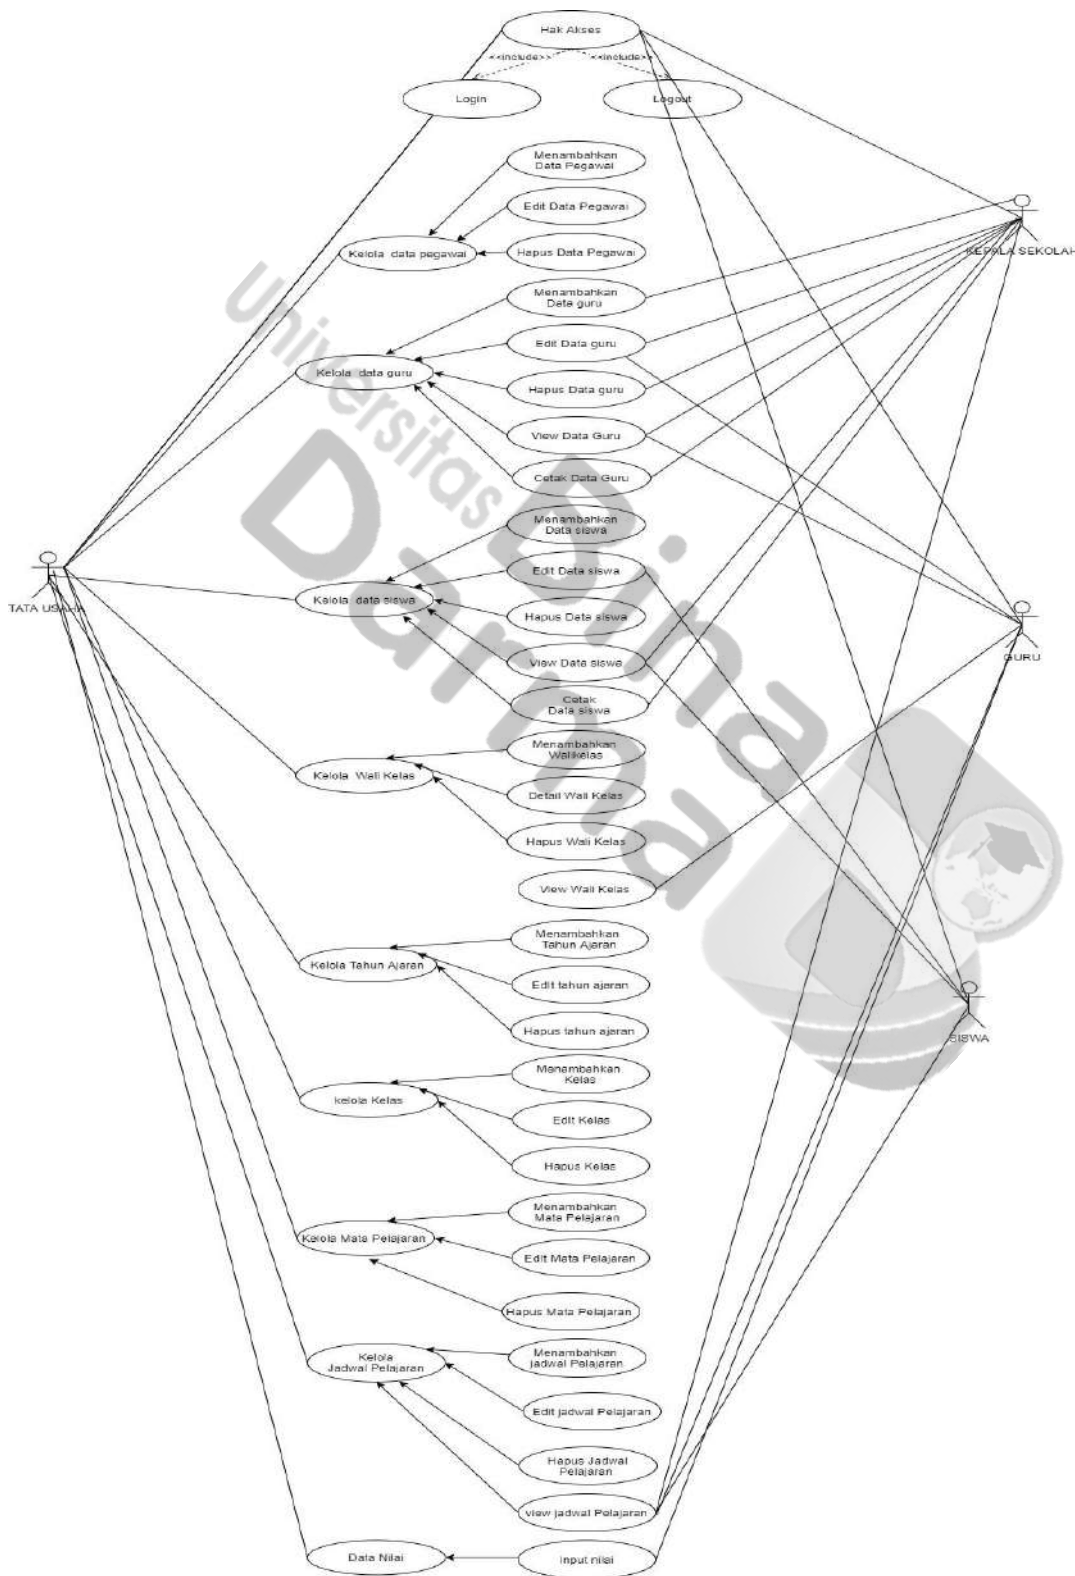 Hak Akses
<<include>>
<<include>>
Login
Logout
Menambahkan
Data Pegawai
Edit Data Pegawai
Kelola data pegawai
Hapus Data Pegawai
KEPALA SEKOLAH
Menambahkan
Data guru
Edit Data guru
Kelola data guru
Hapus Data guru
View Data Guru
Cetak Data Guru
Universitas
Bina
Darma
Menambahkan
Data siswa
Edit Data siswa
TATA USAHA
Kelola data siswa
Hapus Data siswa
GURU
View Data siswa
Cetak
Data siswa
Menambahkan
Walikelas
Kelola Wali Kelas
Detail Wali Kelas
Hapus Wali Kelas
View Wali Kelas
Menambahkan
Tahun Ajaran
Kelola Tahun Ajaran
Edit tahun ajaran
Hapus tahun ajaran
SISWA
Menambahkan
Kelas
kelola Kelas
Edit Kelas
Hapus Kelas
Menambahkan
Mata Pelajaran
Kelola Mata Pelajaran
Edit Mata Pelajaran
Hapus Mata Pelajaran
Kelola
Jadwal Pelajaran
Menambahkan
jadwal Pelajaran
Edit jadwal Pelajaran
Hapus Jadwal
Pelajaran
view jadwal Pelajaran
Data Nilai
Input nilai